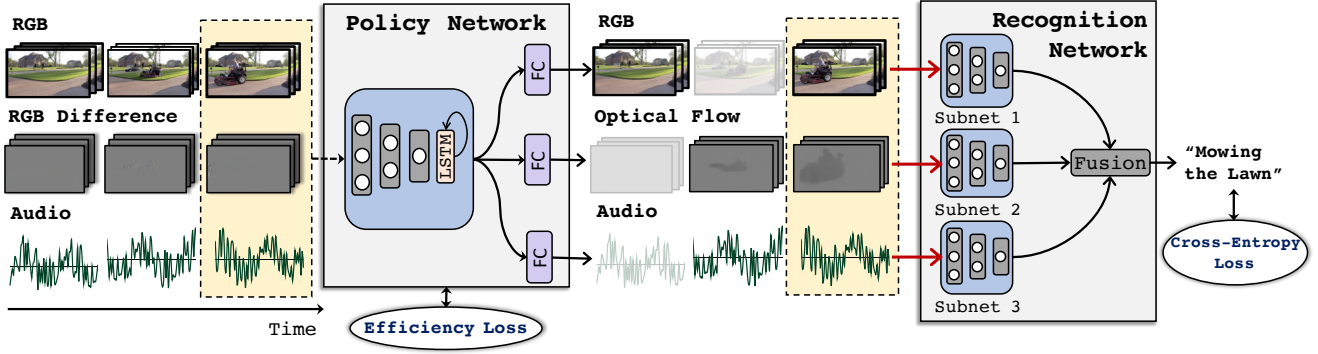 RGB
RGB Difference
Audio
Time
Policy Network
LSTM
FC
FC
FC
Efficiency Loss
RGB
Optical Flow
Audio
Recognition
Network
Subnet 1
Subnet 2
Subnet 3
Fusion
“Mowing
the Lawn”
Cross-Entropy
Loss